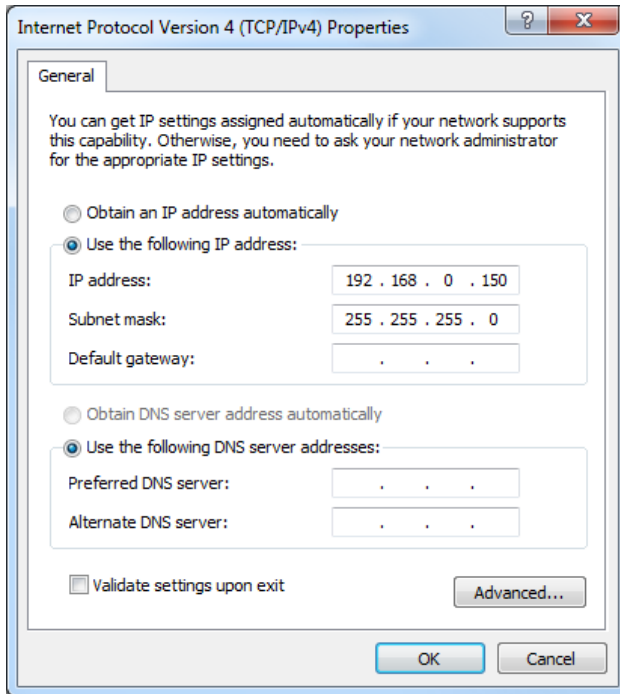 Internet Protocol Version 4 (TCP/IPv4) Properties
General
You can get IP settings assigned automatically if your network supports
this capability. Otherwise, you need to ask your network administrator
for the appropriate IP settings.
Obtain an IP address automatically
Use the following IP address:
IP address: 192 . 168 . 0 . 150
Subnet mask: 255 . 255 . 255 . 0
Default gateway: . . .
Obtain DNS server address automatically
Use the following DNS server addresses:
Preferred DNS server: . . .
Alternate DNS server: . . .
Validate settings upon exit
Advanced...
OK Cancel